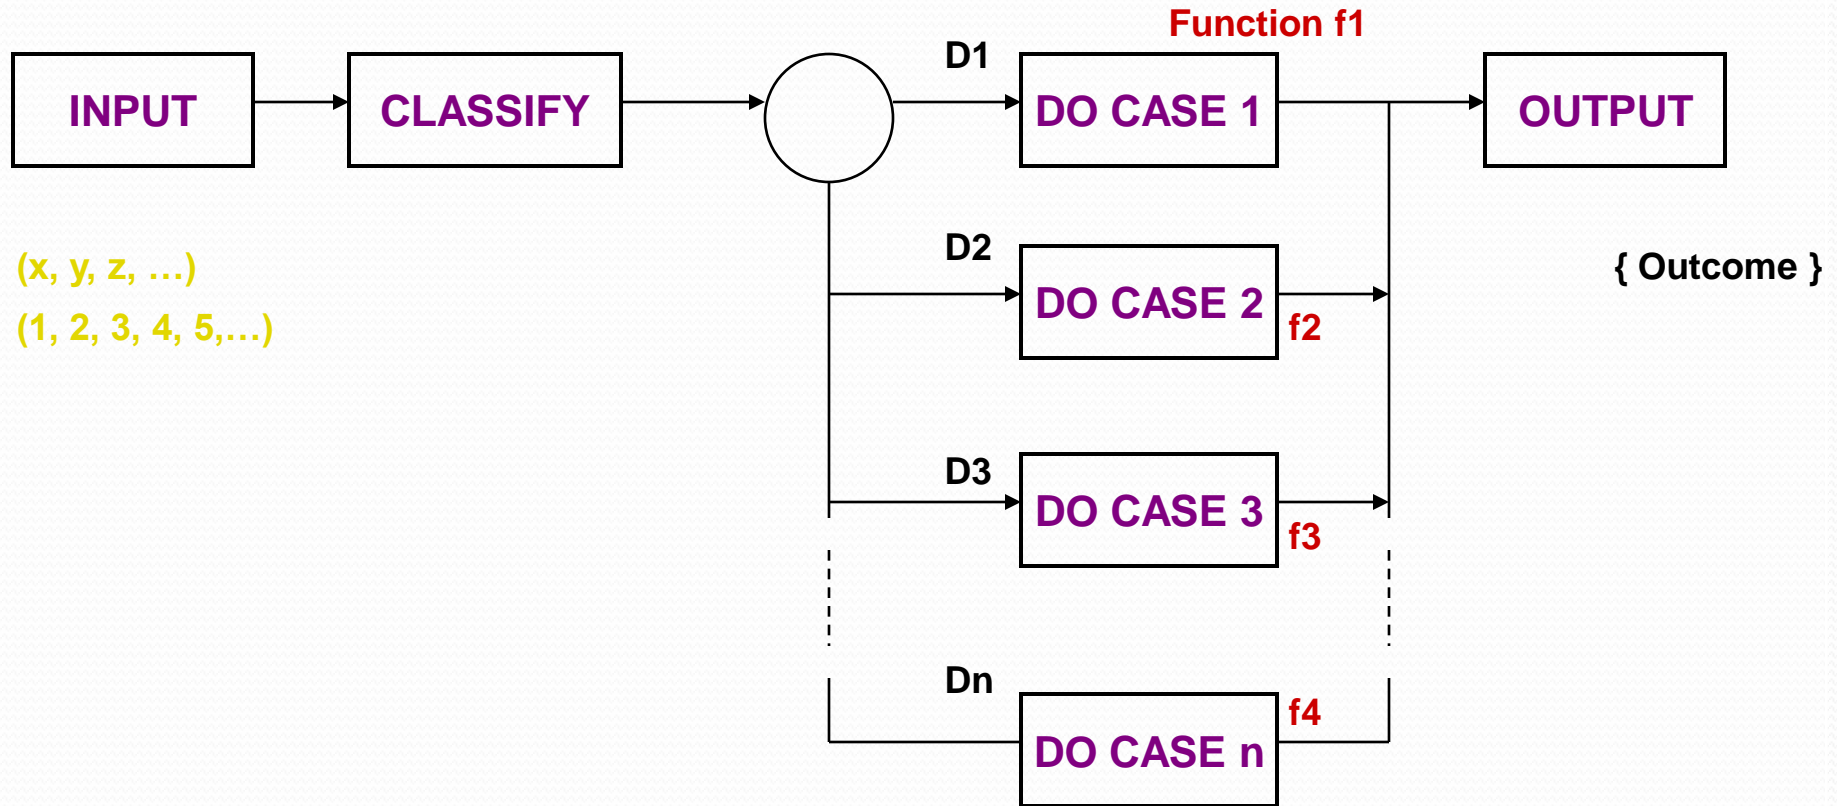 Function f1
D1
INPUT
CLASSIFY
DO CASE 1
OUTPUT
(x, y, z, …)
(1, 2, 3, 4, 5,…)
D2
DO CASE 2
f2
{ Outcome }
D3
DO CASE 3
f3
Dn
DO CASE n
f4